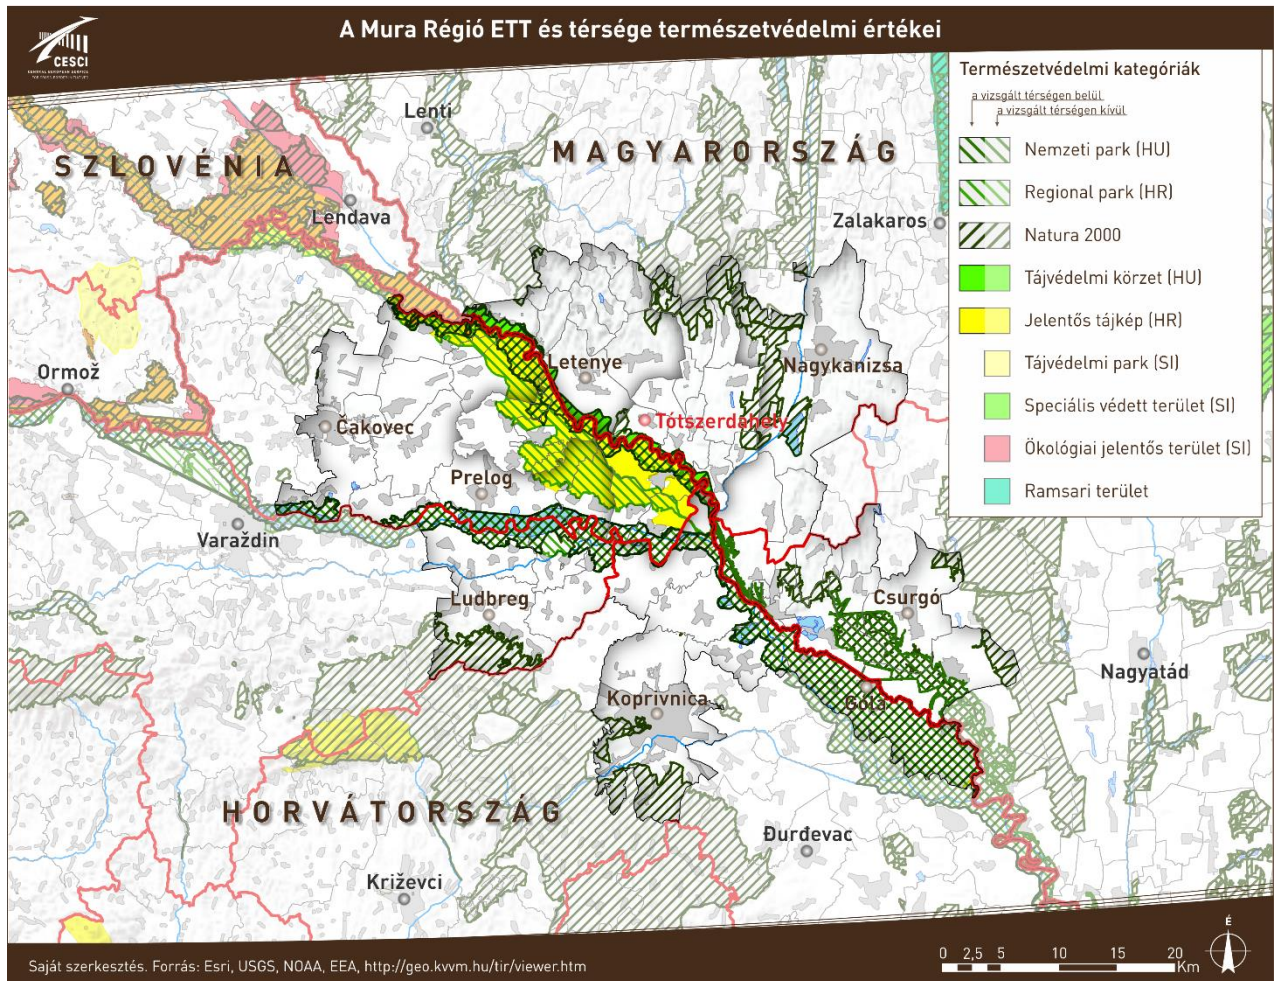 A Mura Régió ETT és térsége természetvédelmi értékei
CESCI
Természetvédelmi kategóriák
a vizsgált térségen belül
a vizsgált térségen kívül
Nemzeti park (HU)
Regional park (HR)
Natura 2000
Tájvédelmi körzet (HU)
Jelentős tájkép (HR)
Tájvédelmi park (SI)
Speciális védett terület (SI)
Ökológiai jelentős terület (SI)
Ramsari terület
Lenti
SZLOVÉNIA
MAGYARORSZÁG
Lendava
Zalakaros
Letenye
Nagykanizsa
Ormož
Čakovec
Tótszerdahely
Prelog
Varaždin
Ludbreg
Csurgó
Nagyatád
Koprivnica
Gola
HORVÁTORSZÁG
Đurđevac
Križevci
Saját szerkesztés. Forrás: Esri, USGS, NOAA, EEA, http://geo.kvvm.hu/tir/viewer.htm
0 2,5 5 10 15 20
Km
É